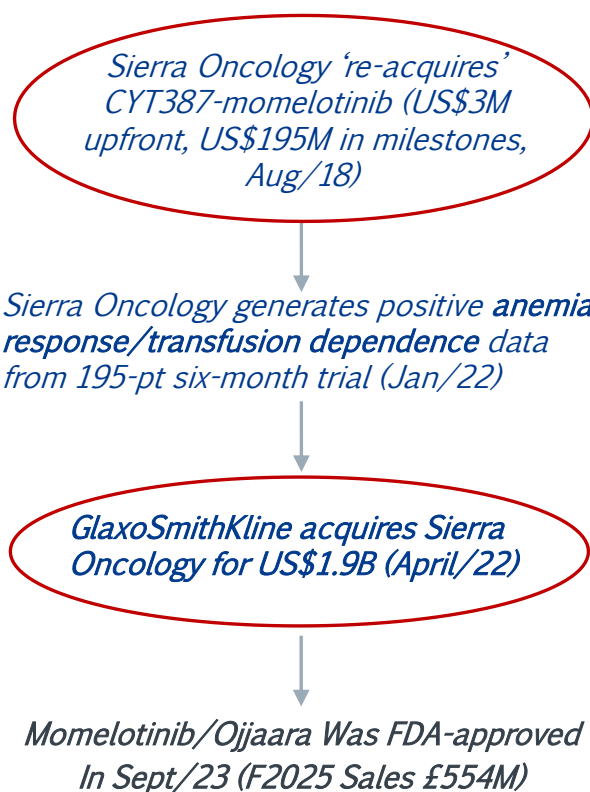 Sierra Oncology ‘re-acquires’
CYT387-momelotinib (US$3M
upfront, US$195M in milestones,
Aug/18)
Sierra Oncology generates positive anemia
response/transfusion dependence data
from 195-pt six-month trial (Jan/22)
GlaxoSmithKline acquires Sierra
Oncology for US$1.9B (April/22)
Momelotinib/Ojjaara Was FDA-approved
In Sept/23 (F2025 Sales £554M)